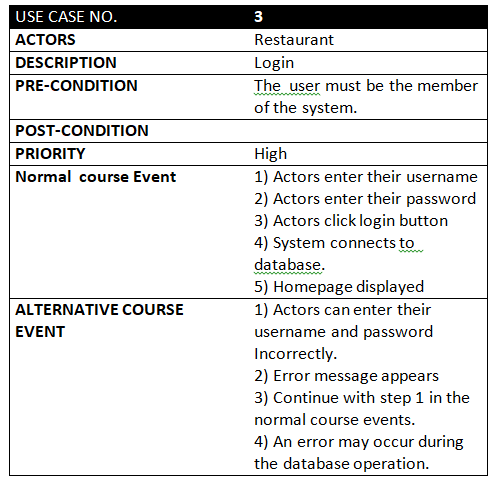 USE CASE NO. 3
ACTORS Restaurant
DESCRIPTION Login
PRE-CONDITION The user must be the member
of the system.
POST-CONDITION
PRIORITY High
Normal course Event 1) Actors enter their username
2) Actors enter their password
3) Actors click login button
4) System connects to
database.
5) Homepage displayed
ALTERNATIVE COURSE 1) Actors can enter their
EVENT username and password
Incorrectly.
2) Error message appears
3) Continue with step 1 in the
normal course events.
4) An error may occur during
the database operation.